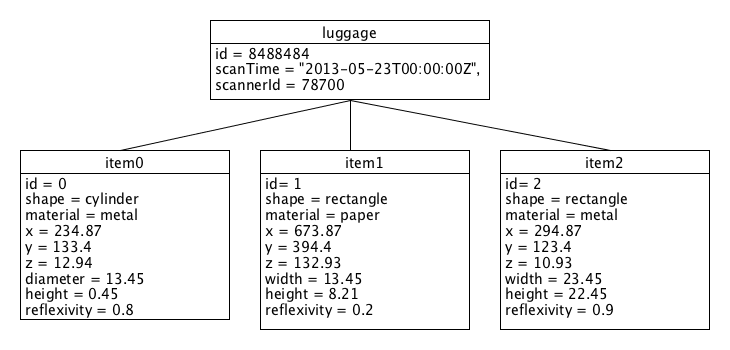 luggage
id = 8488484
scanTime = "2013-05-23T00:00:00Z",
scannerId = 78700
item0
id = 0
shape = cylinder
material = metal
x = 234.87
y = 133.4
z = 12.94
diameter = 13.45
height = 0.45
reflexivity = 0.8
item1
id= 1
shape = rectangle
material = paper
x = 673.87
y = 394.4
z = 132.93
width = 13.45
height = 8.21
reflexivity = 0.2
item2
id= 2
shape = rectangle
material = metal
x = 294.87
y = 123.4
z = 10.93
width = 23.45
height = 22.45
reflexivity = 0.9